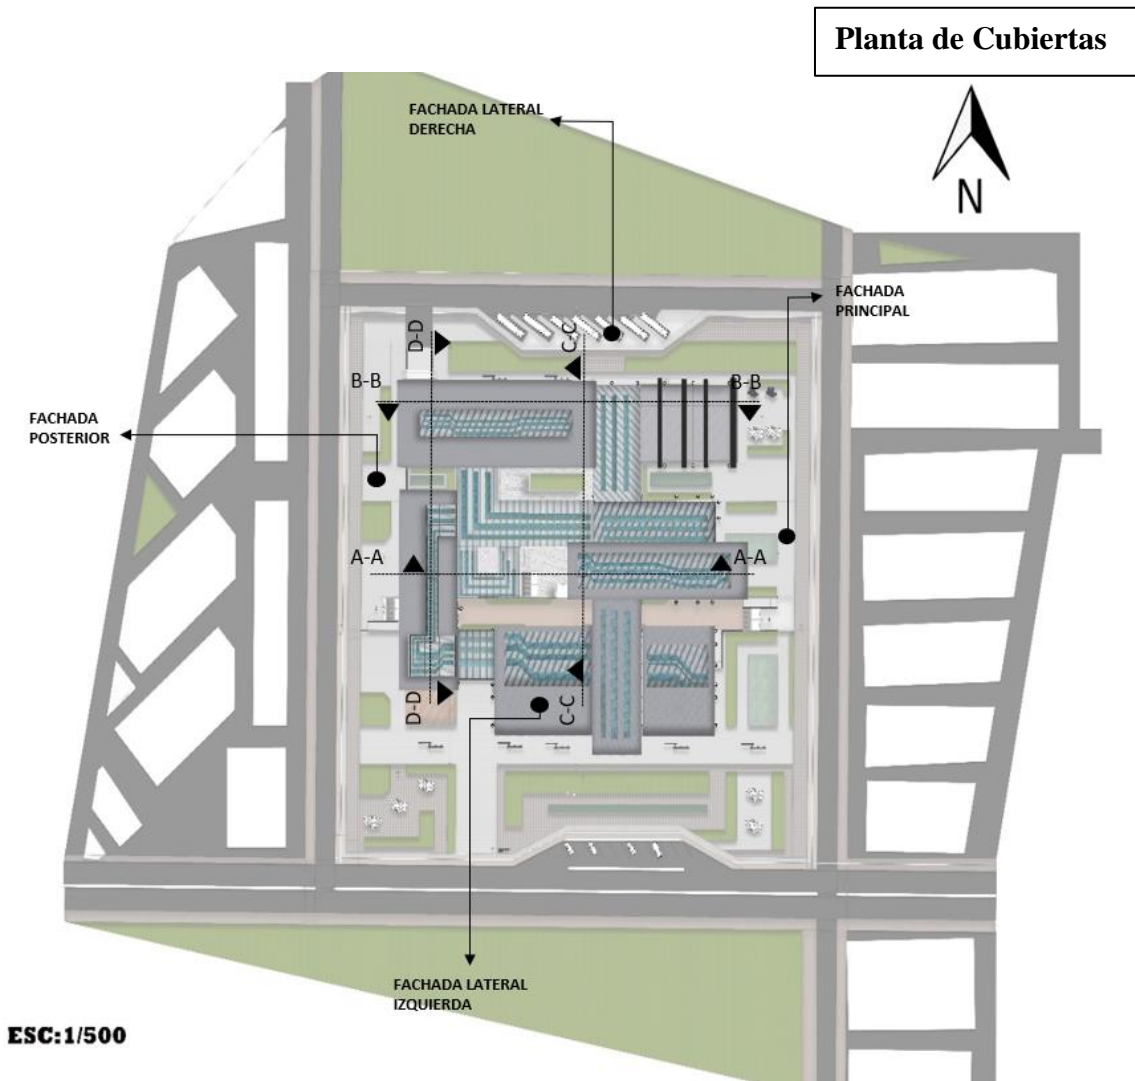 Planta de Cubiertas
FACHADA LATERAL
DERECHA
N
FACHADA
PRINCIPAL
D-D
C-C
B-B
B-B
FACHADA
POSTERIOR
A-A
A-A
D-D
C-C
FACHADA LATERAL
IZQUIERDA
ESC:1/500